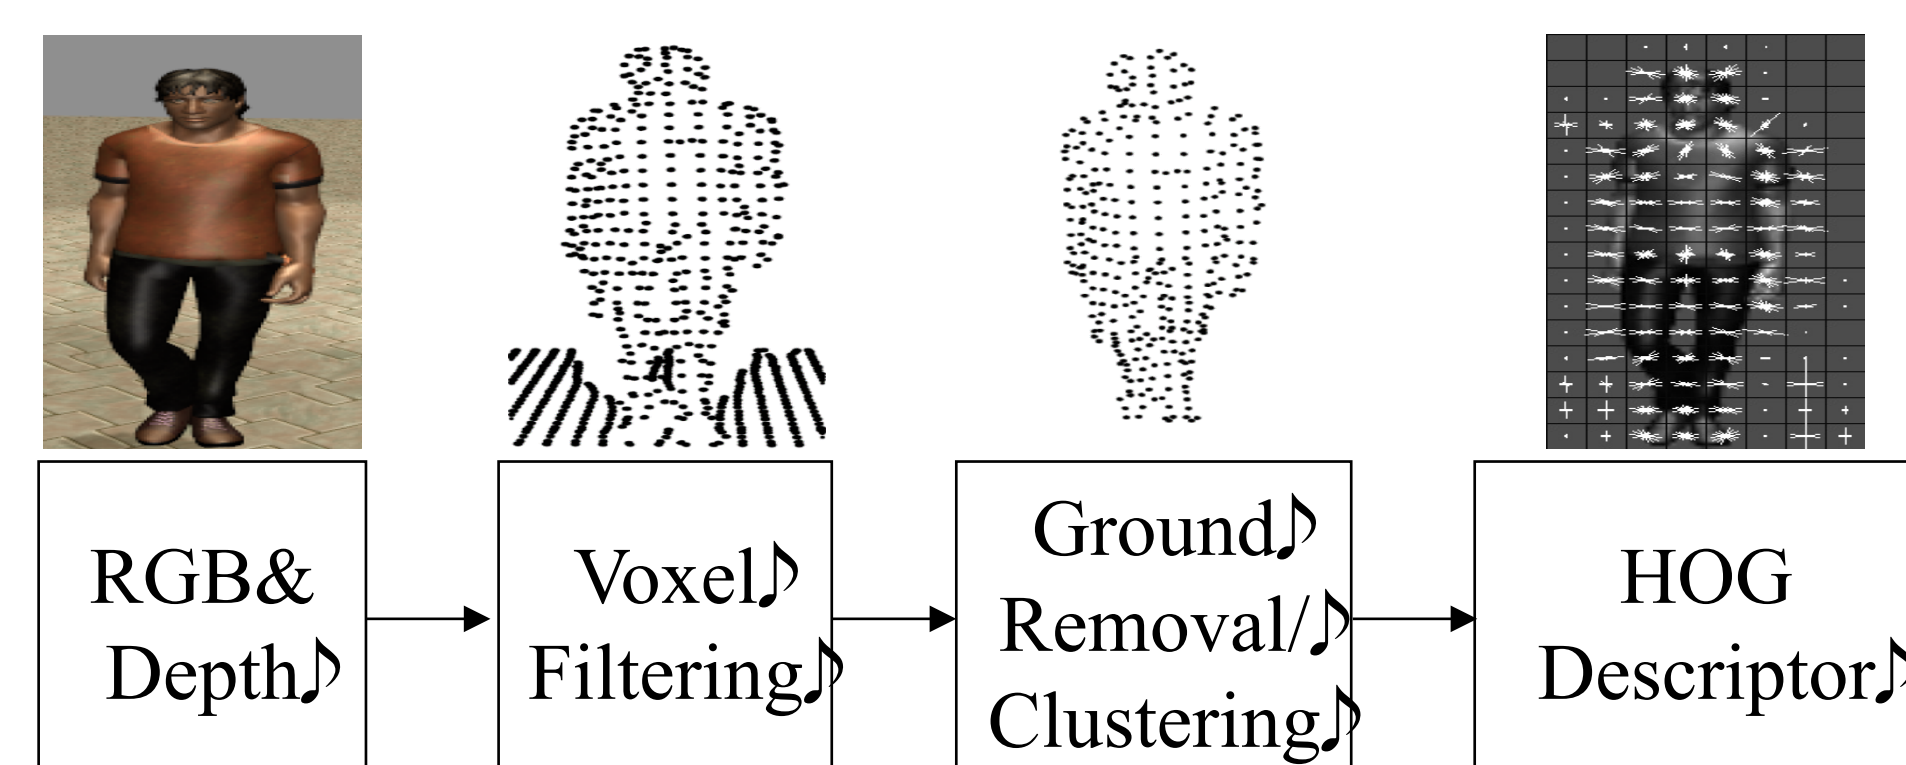 RGB&
Depth♪
Voxel♪
Filtering♪
Ground♪
Removal/♪
Clustering♪
HOG
Descriptor♪